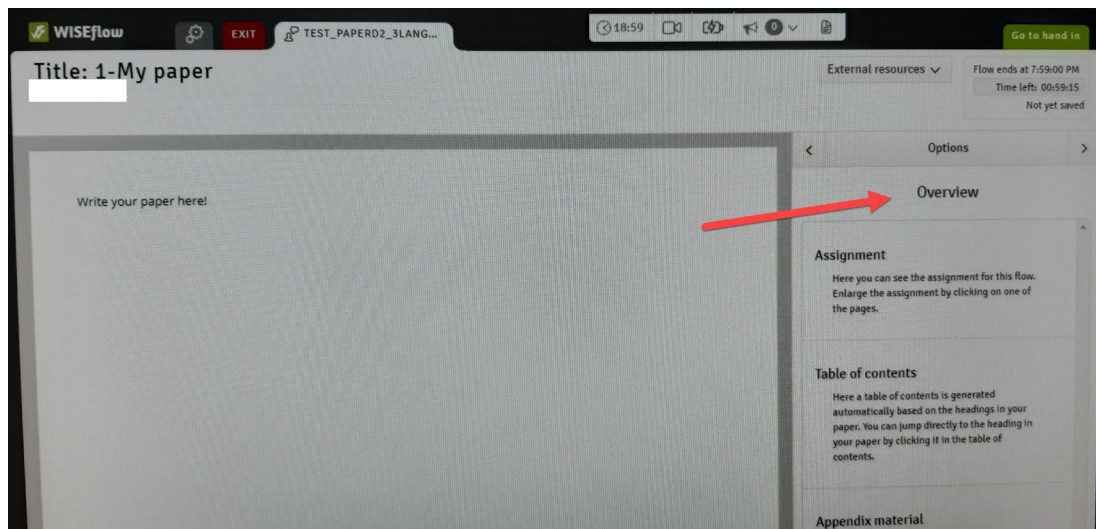 WISEflow
EXIT
TEST_PAPERD2_3LANG...
18:59
0
Go to hand in
Title: 1-My paper
External resources
Flow ends at 7:59:00 PM
Time left: 00:59:15
Not yet saved
Options
Write your paper here!
Overview
Assignment
Here you can see the assignment for this flow.
Enlarge the assignment by clicking on one of
the pages.
Table of contents
Here a table of contents is generated
automatically based on the headings in your
paper. You can jump directly to the heading in
your paper by clicking it in the table of
contents.
Appendix material